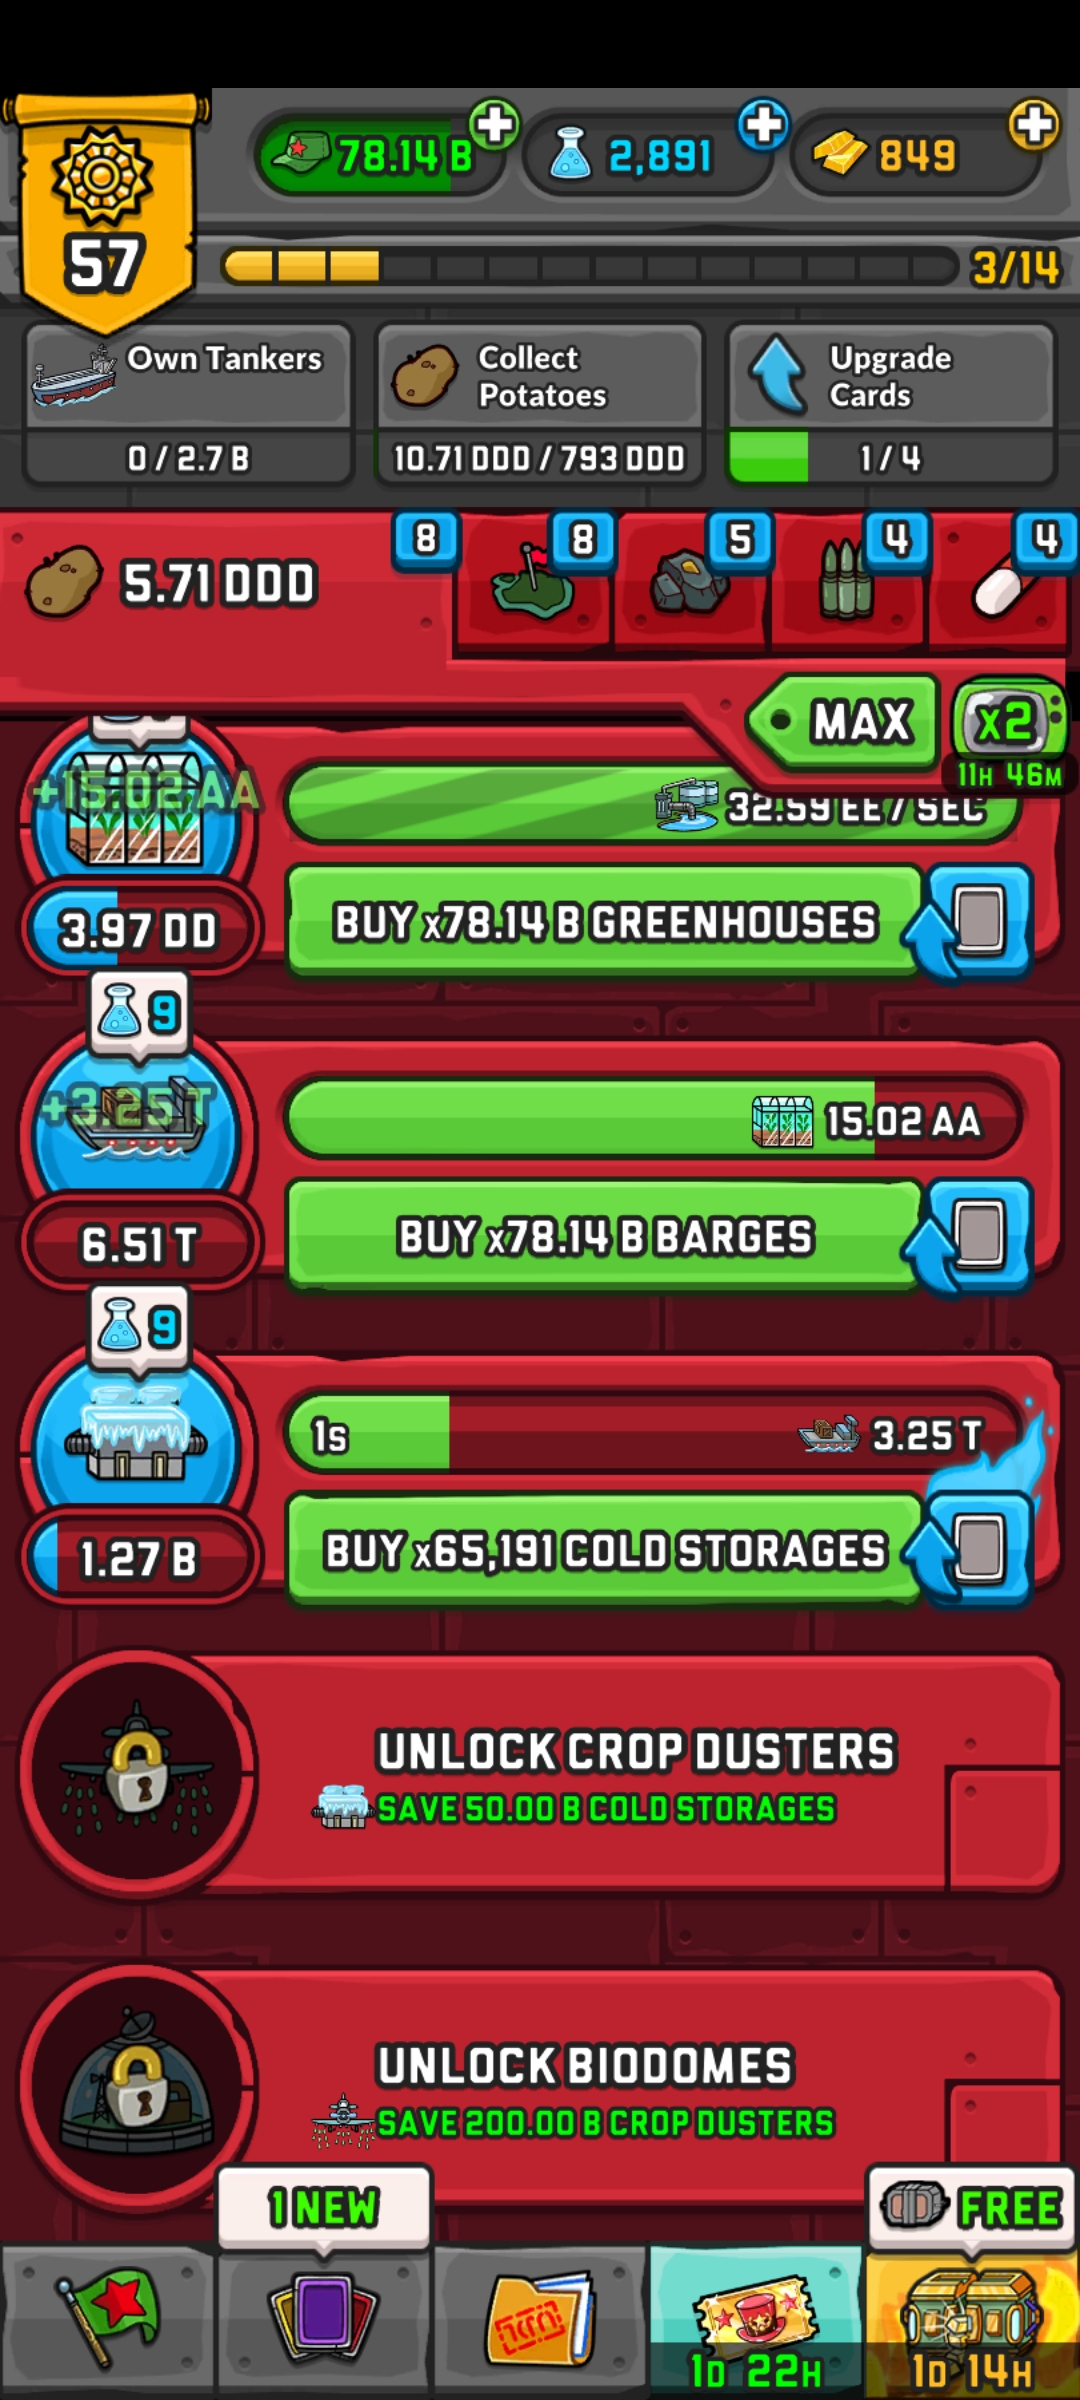 57
78.14 B
2,891
849
3/14
Own Tankers
0 / 2.7 B
Collect
Potatoes
10.71 DDD / 793 DDD
Upgrade
Cards
1 / 4
5.71 DDD
8
8
5
4
4
MAX
x2
11H 46M
+15.02 AA
32.59 EE / SEC
3.97 DD
BUY x78.14 B GREENHOUSES
9
+3.25 T
15.02 AA
6.51 T
BUY x78.14 B BARGES
9
1s
3.25 T
1.27 B
BUY x65,191 COLD STORAGES
UNLOCK CROP DUSTERS
SAVE 50.00 B COLD STORAGES
UNLOCK BIODOMES
SAVE 200.00 B CROP DUSTERS
1 NEW
FREE
1D 22H
1D 14H